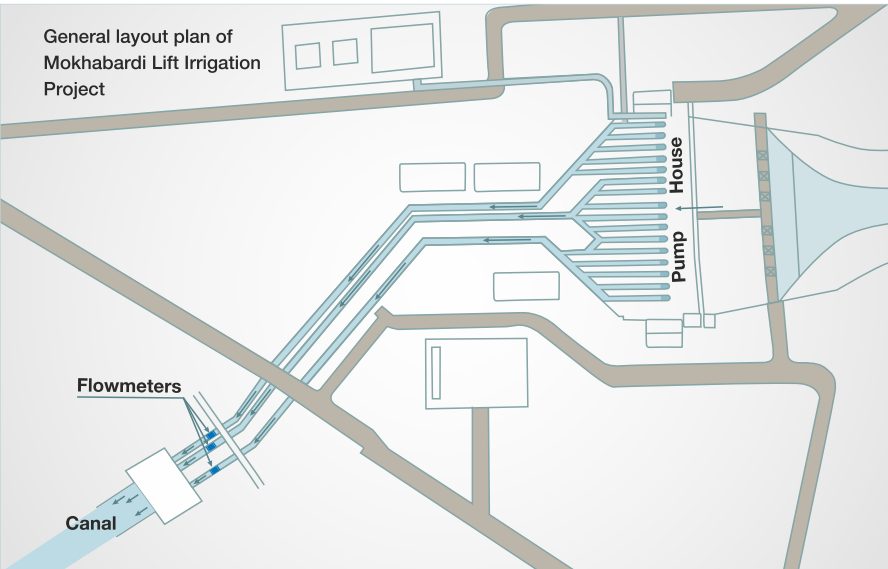 General layout plan of
Mokhabardi Lift Irrigation
Project
House
Pump
Flowmeters
Canal